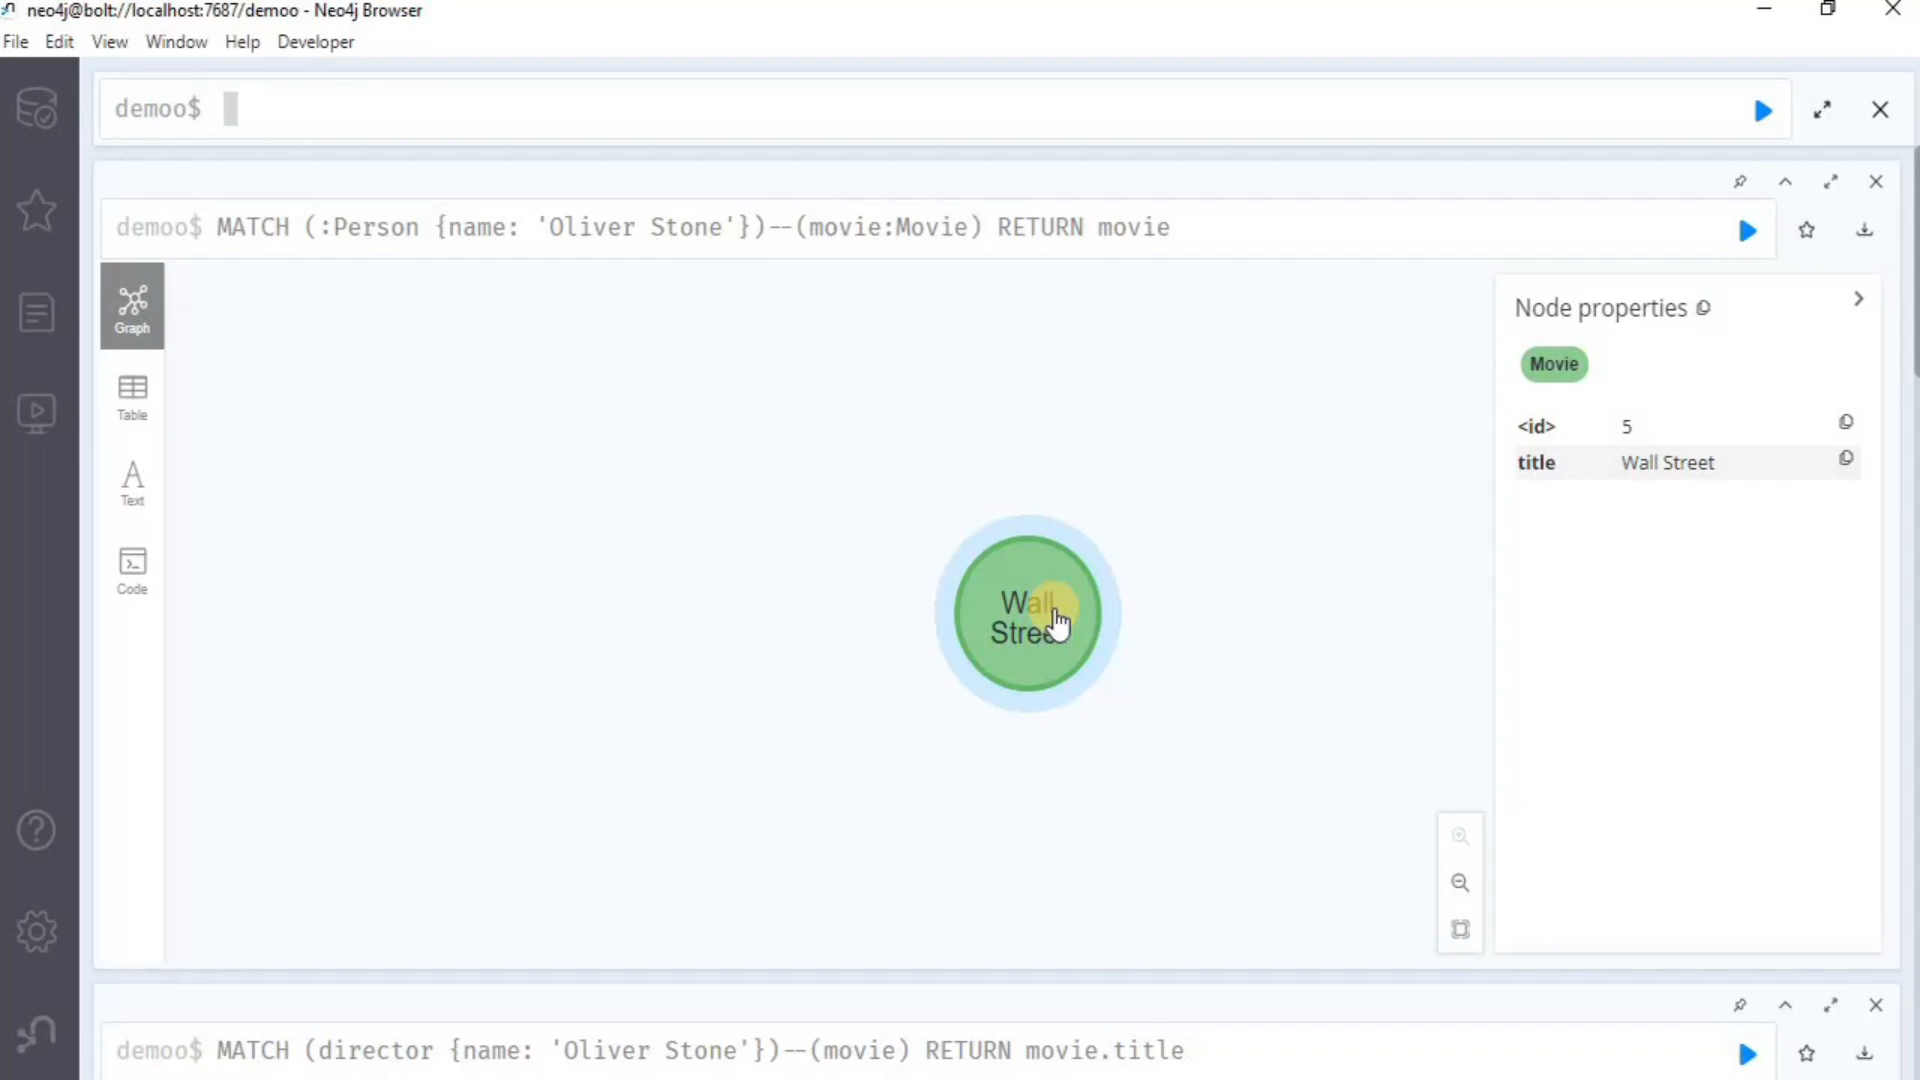 neo4j@bolt://localhost:7687/demoo - Neo4j Browser
File Edit View Window Help Developer
demoo$
demoo$ MATCH (:Person {name: 'Oliver Stone'})--(movie:Movie) RETURN movie
Graph
Table
Text
Code
Wall
Street
Node properties
Movie
<id> 5
title Wall Street
demoo$ MATCH (director {name: 'Oliver Stone'})--(movie) RETURN movie.title